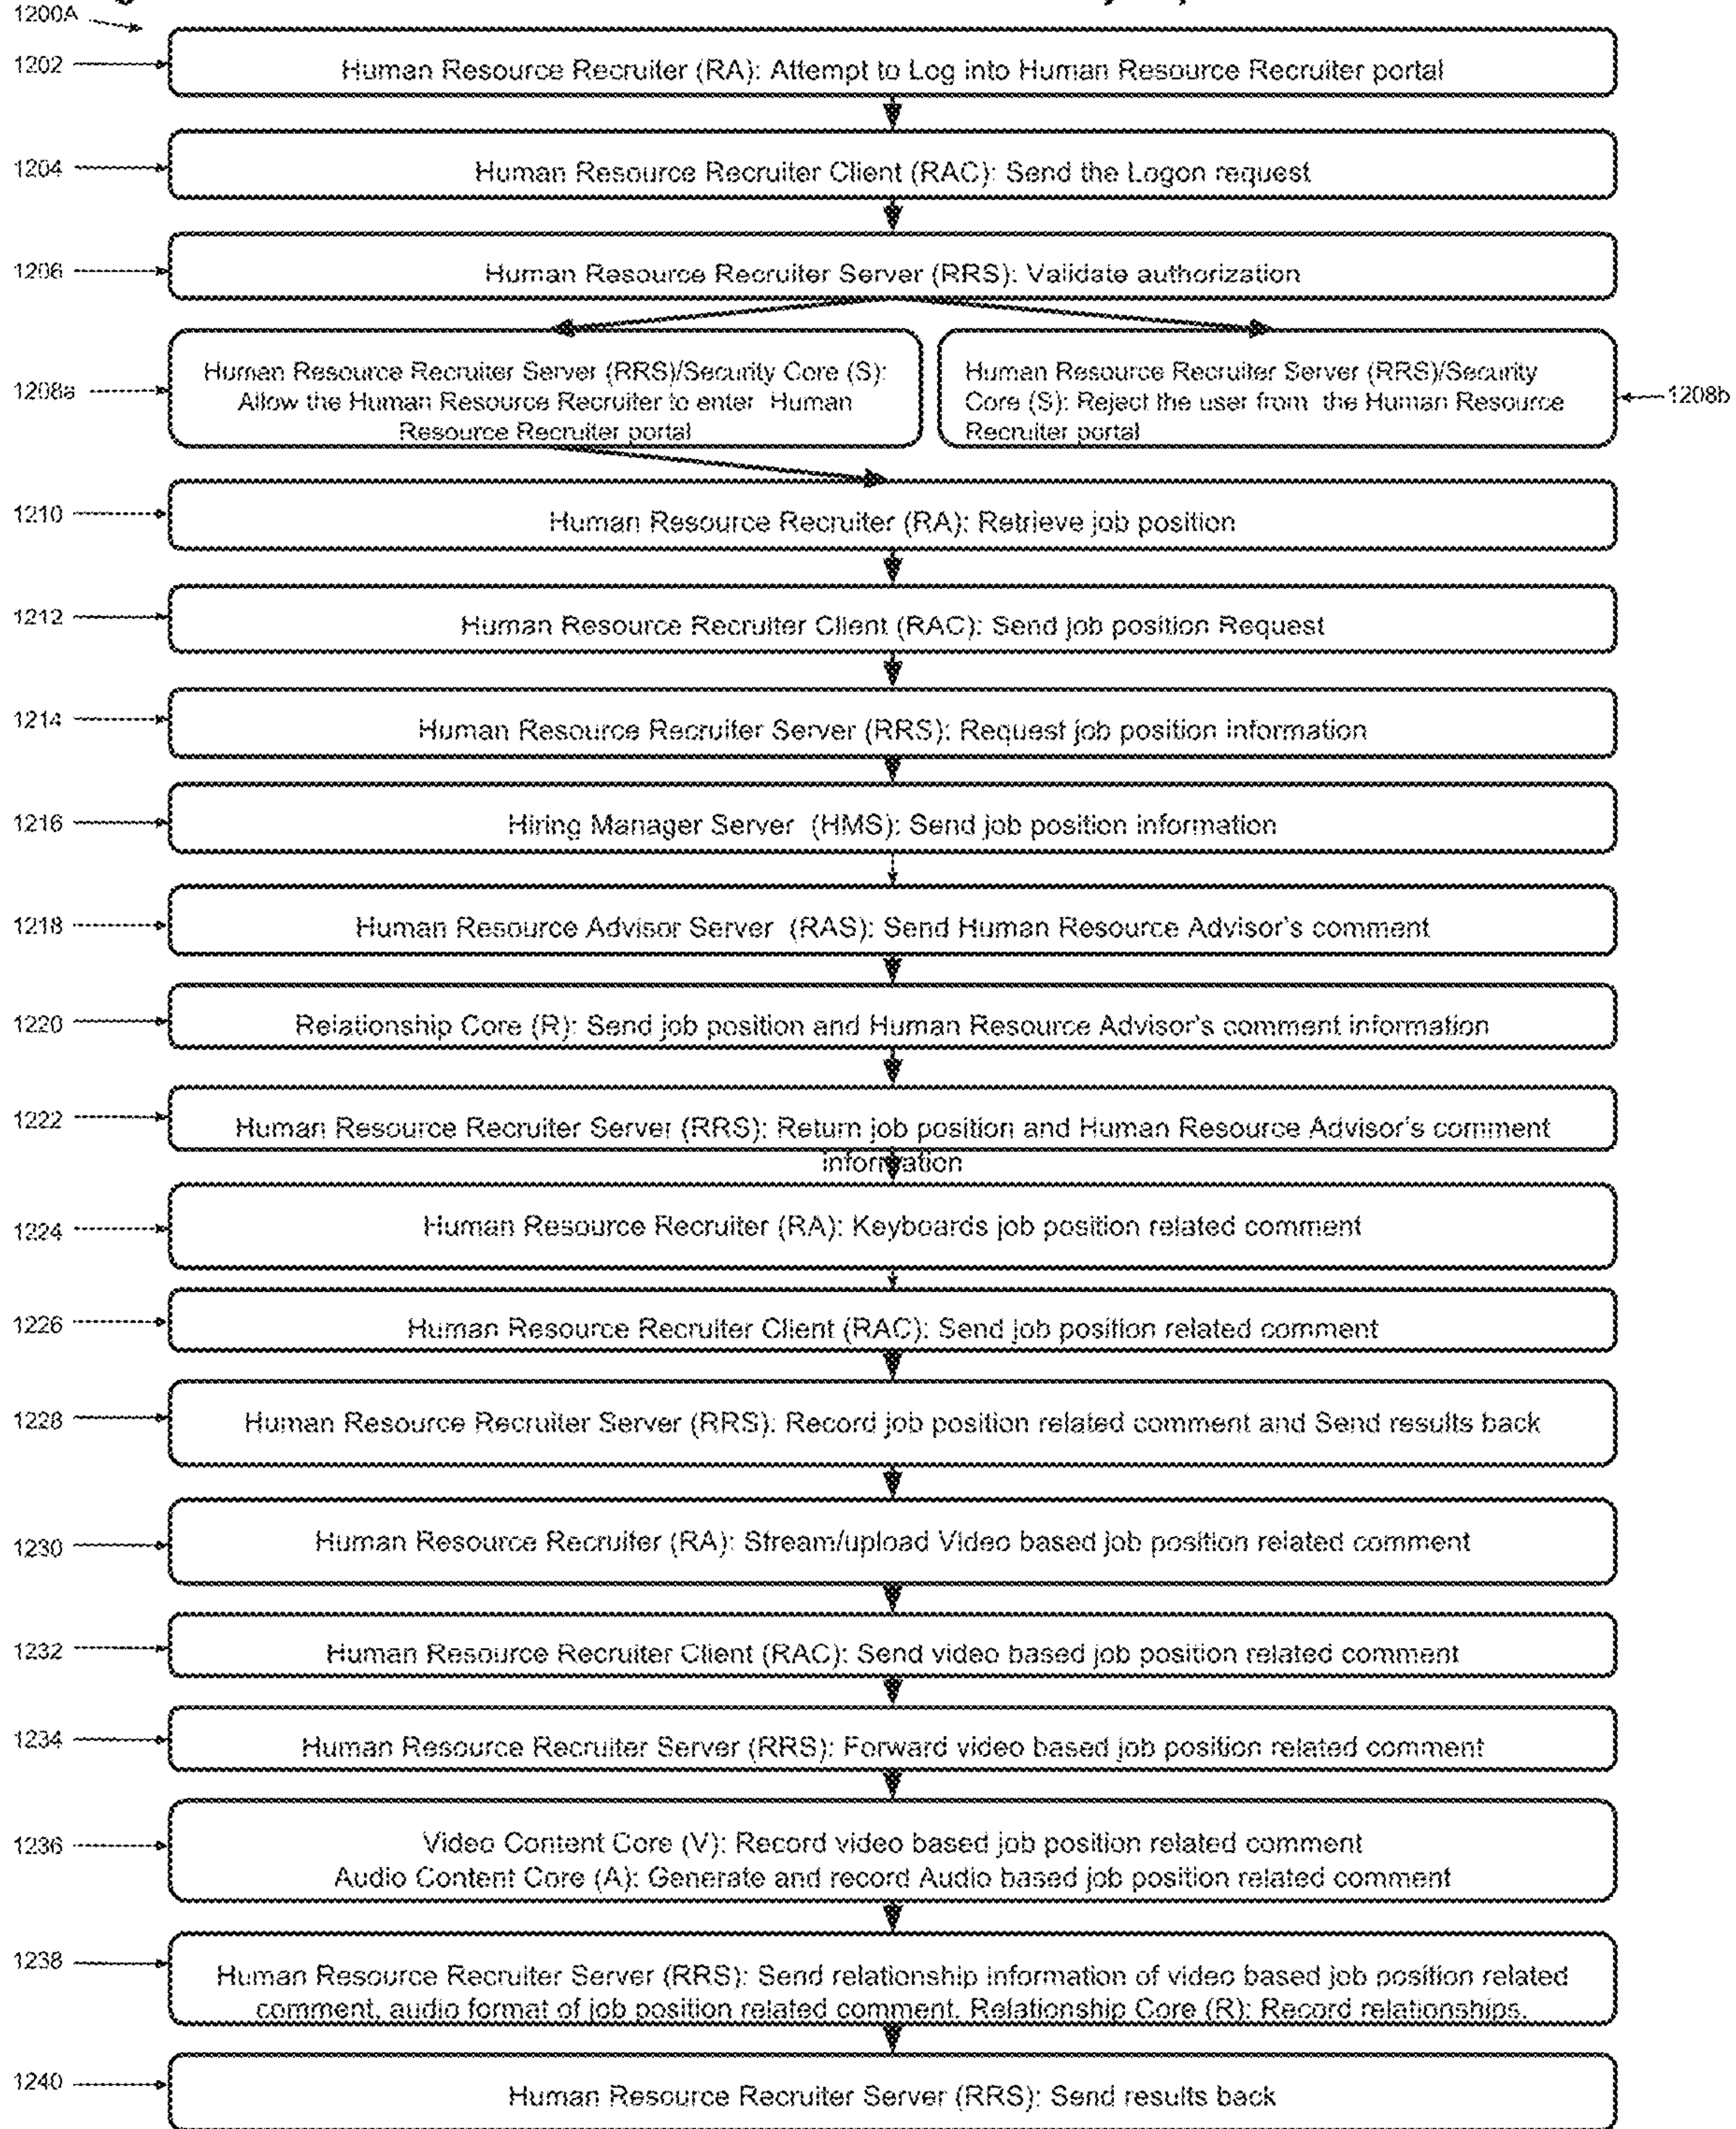 1200A
1202
Human Resource Recruiter (RA): Attempt to Log into Human Resource Recruiter portal
1204
Human Resource Recruiter Client (RAC): Send the Logon request
1206
Human Resource Recruiter Server (RRS): Validate authorization
1208a
Human Resource Recruiter Server (RRS)/Security Core (S):
Allow the Human Resource Recruiter to enter Human
Resource Recruiter portal
Human Resource Recruiter Server (RRS)/Security
Core (S): Reject the user from the Human Resource
Recruiter portal
1208b
1210
Human Resource Recruiter (RA): Retrieve job position
1212
Human Resource Recruiter Client (RAC): Send job position Request
1214
Human Resource Recruiter Server (RRS): Request job position information
1216
Hiring Manager Server (HMS): Send job position information
1218
Human Resource Advisor Server (RAS): Send Human Resource Advisor's comment
1220
Relationship Core (R): Send job position and Human Resource Advisor's comment information
1222
Human Resource Recruiter Server (RRS): Return job position and Human Resource Advisor's comment
information
1224
Human Resource Recruiter (RA): Keyboards job position related comment
1226
Human Resource Recruiter Client (RAC): Send job position related comment
1228
Human Resource Recruiter Server (RRS): Record job position related comment and Send results back
1230
Human Resource Recruiter (RA): Stream/upload Video based job position related comment
1232
Human Resource Recruiter Client (RAC): Send video based job position related comment
1234
Human Resource Recruiter Server (RRS): Forward video based job position related comment
1236
Video Content Core (V): Record video based job position related comment
Audio Content Core (A): Generate and record Audio based job position related comment
1238
Human Resource Recruiter Server (RRS): Send relationship information of video based job position related
comment, audio format of job position related comment. Relationship Core (R): Record relationships.
1240
Human Resource Recruiter Server (RRS): Send results back